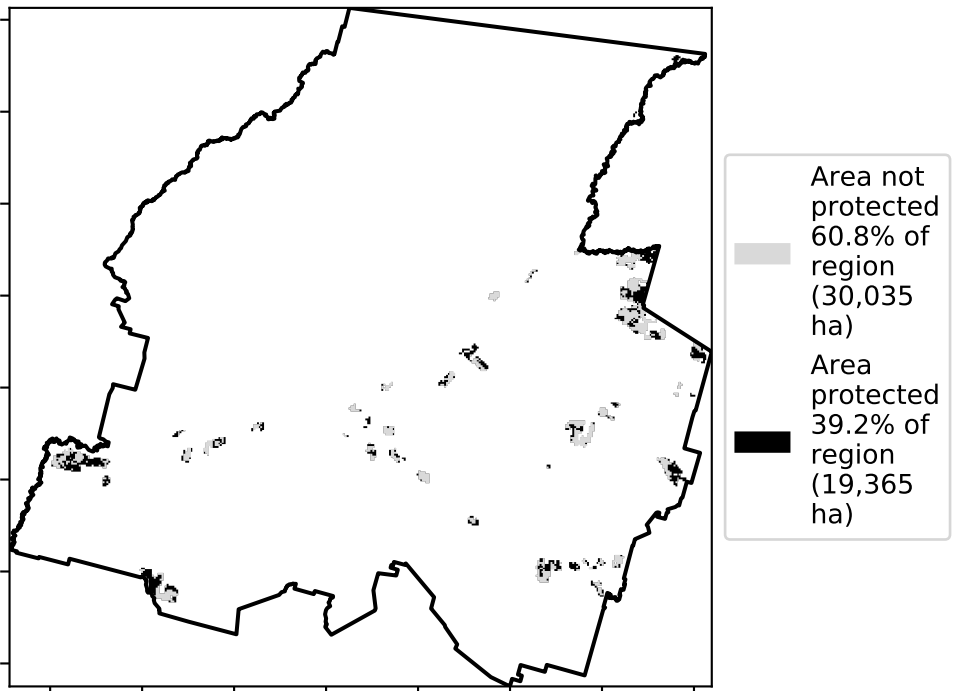 Area not
protected
60.8% of
region
(30,035
ha)
Area
protected
39.2% of
region
(19,365
ha)